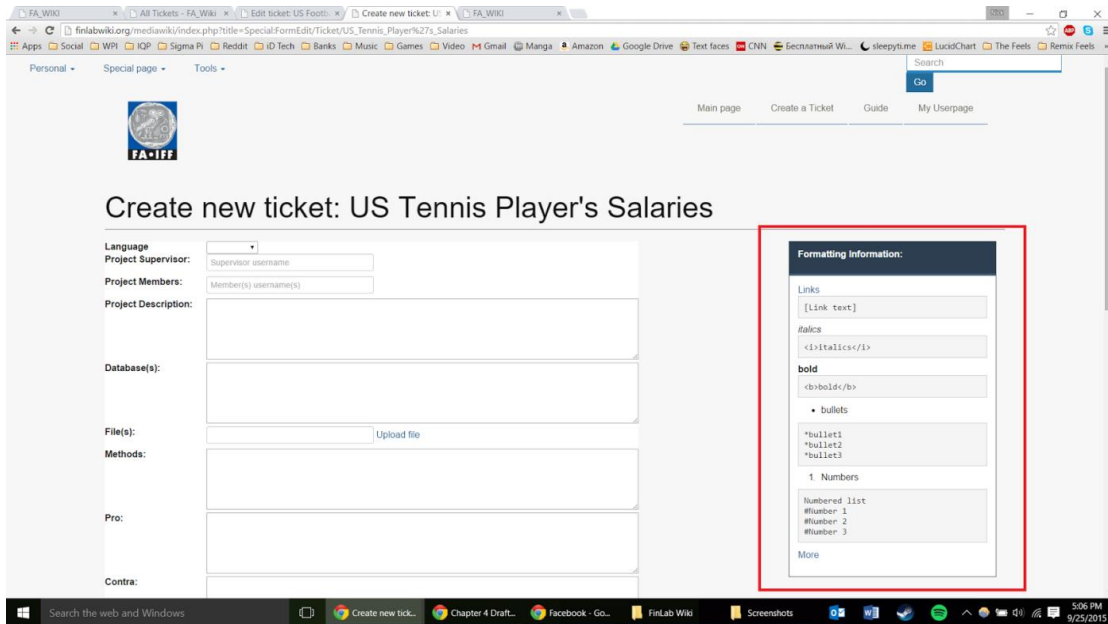 FA_WIKI
All Tickets - FA_Wiki
Edit ticket: US Footb
Create new ticket: US
FA_WIKI
finlabwiki.org/mediawiki/index.php?title=Special:FormEdit/Ticket/US_Tennis_Player%27s_Salaries
Apps Social WPI IQP Sigma Pi Reddit iD Tech Banks Music Games Video Gmail Manga Amazon Google Drive Text faces CNN Бесплатный Wi... sleepyti.me LucidChart The Feels Remix Feels »
Personal Special page Tools
Search
Go
Main page Create a Ticket Guide My Userpage
FA•IFF
Create new ticket: US Tennis Player's Salaries
Language
Project Supervisor: Supervisor username
Project Members: Member(s) username(s)
Project Description:
Database(s):
File(s): Upload file
Methods:
Pro:
Contra:
Formatting Information:
Links
[Link text]
italics
<i>italics</i>
bold
<b>bold</b>
• bullets
*bullet1
*bullet2
*bullet3
1. Numbers
Numbered list
#Number 1
#Number 2
#Number 3
More
Search the web and Windows
Create new tick... Chapter 4 Draft... Facebook - Go... FinLab Wiki Screenshots
5:06 PM
9/25/2015